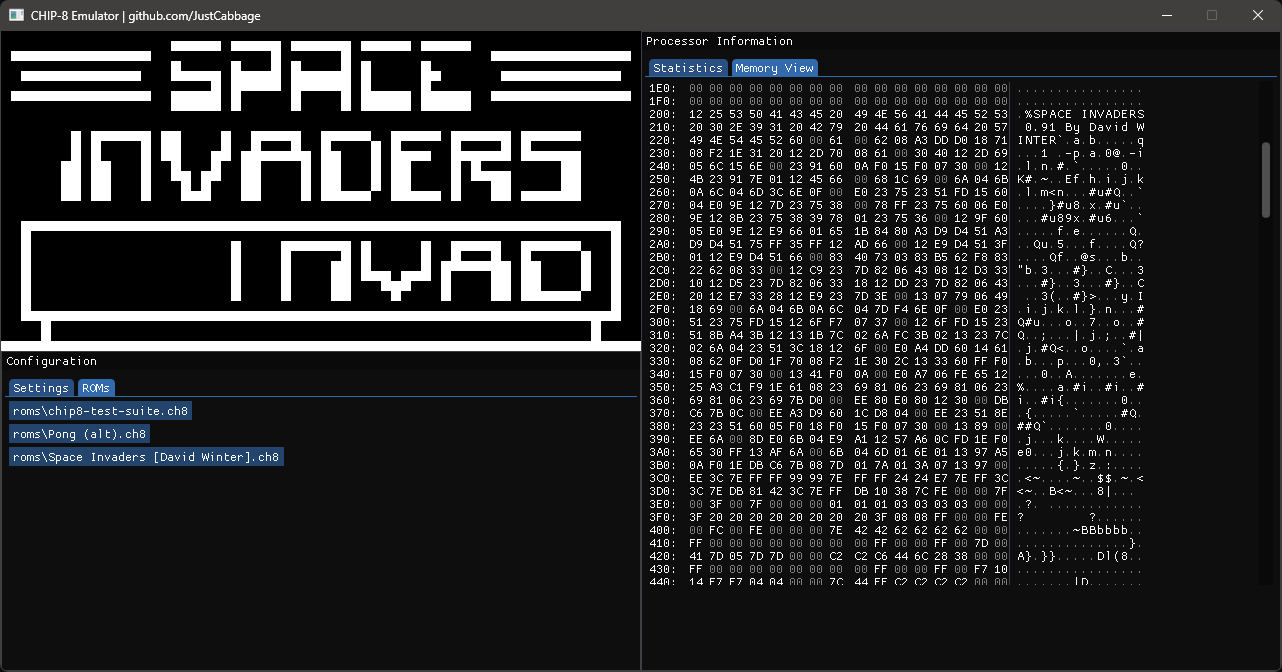 CHIP-8 Emulator | github.com/JustCabbage
SPACE
INVADERS
INVAD
Configuration
Settings ROMs
roms\chip8-test-suite.ch8
roms\Pong (alt).ch8
roms\Space Invaders [David Winter].ch8
Processor Information
Statistics Memory View
1E0: 00 00 00 00 00 00 00 00 00 00 00 00 00 00 00 00 ................
1F0: 00 00 00 00 00 00 00 00 00 00 00 00 00 00 00 00 ................
200: 12 25 53 50 41 43 45 20 49 4E 56 41 44 45 52 53 .%SPACE INVADERS
210: 20 30 2E 39 31 20 42 79 20 44 61 76 69 64 20 57 0.91 By David W
220: 49 4E 54 45 52 60 00 61 00 62 08 A3 DD D0 18 71 INTER`.a.b.....q
230: 08 F2 1E 31 20 12 2D 70 08 61 00 30 40 12 2D 69 ...1 .-p.a.0@.-i
240: 05 6C 15 6E 00 23 91 60 0A F0 15 F0 07 30 00 12 .l.n.#.`.....0..
250: 4B 23 91 7E 01 12 45 66 00 68 1C 69 00 6A 04 6B K#.~..Ef.h.i.j.k
260: 0A 6C 04 6D 3C 6E 0F 00 E0 23 75 23 51 FD 15 60 .l.m<n...#u#Q..`
270: 04 E0 9E 12 7D 23 75 38 00 78 FF 23 75 60 06 E0 ....}#u8.x.#u`..
280: 9E 12 8B 23 75 38 39 78 01 23 75 36 00 12 9F 60 ...#u89x.#u6...`
290: 05 E0 9E 12 E9 66 01 65 1B 84 80 A3 D9 D4 51 A3 .....f.e......Q.
2A0: D9 D4 51 75 FF 35 FF 12 AD 66 00 12 E9 D4 51 3F ..Qu.5...f....Q?
2B0: 01 12 E9 D4 51 66 00 83 40 73 03 83 B5 62 F8 83 ....Qf..@s...b..
2C0: 22 62 08 33 00 12 C9 23 7D 82 06 43 08 12 D3 33 "b.3...#}..C...3
2D0: 10 12 D5 23 7D 82 06 33 18 12 DD 23 7D 82 06 43 ...#}..3...#}..C
2E0: 20 12 E7 33 28 12 E9 23 7D 3E 00 13 07 79 06 49 ..3(..#}>...y.I
2F0: 18 69 00 6A 04 6B 0A 6C 04 7D F4 6E 0F 00 E0 23 .i.j.k.l.}.n...#
300: 51 23 75 FD 15 12 6F F7 07 37 00 12 6F FD 15 23 Q#u...o..7..o..#
310: 51 8B A4 3B 12 13 1B 7C 02 6A FC 3B 02 13 23 7C Q..;...|.j.;..#|
320: 02 6A 04 23 51 3C 18 12 6F 00 E0 A4 DD 60 14 61 .j.#Q<..o....`.a
330: 08 62 0F D0 1F 70 08 F2 1E 30 2C 13 33 60 FF F0 .b...p...0,.3`..
340: 15 F0 07 30 00 13 41 F0 0A 00 E0 A7 06 FE 65 12 ...0..A.......e.
350: 25 A3 C1 F9 1E 61 08 23 69 81 06 23 69 81 06 23 %....a.#i..#i..#
360: 69 81 06 23 69 7B D0 00 EE 80 E0 80 12 30 00 DB i..#i{.......0..
370: C6 7B 0C 00 EE A3 D9 60 1C D8 04 00 EE 23 51 8E .{.....`.....#Q.
380: 23 23 51 60 05 F0 18 F0 15 F0 07 30 00 13 89 00 ##Q`.......0....
390: EE 6A 00 8D E0 6B 04 E9 A1 12 57 A6 0C FD 1E F0 .j...k....W.....
3A0: 65 30 FF 13 AF 6A 00 6B 04 6D 01 6E 01 13 97 A5 e0...j.k.m.n....
3B0: 0A F0 1E DB C6 7B 08 7D 01 7A 01 3A 07 13 97 00 .....{.}.z.:....
3C0: EE 3C 7E FF FF 99 99 7E FF FF 24 24 E7 7E FF 3C .<~....~..$$.~.<
3D0: 3C 7E DB 81 42 3C 7E FF DB 10 38 7C FE 00 00 7F <~..B<~...8|....
3E0: 00 3F 00 7F 00 00 00 01 01 01 03 03 03 03 00 00 .?..............
3F0: 3F 20 20 20 20 20 20 20 20 3F 08 08 FF 00 00 FE ? ?......
400: 00 FC 00 FE 00 00 00 7E 42 42 62 62 62 62 00 00 .......~BBbbbb..
410: FF 00 00 00 00 00 00 00 00 FF 00 00 FF 00 7D 00 ..............}.
420: 41 7D 05 7D 7D 00 00 C2 C2 C6 44 6C 28 38 00 00 A}.}}.....Dl(8..
430: FF 00 00 00 00 00 00 00 00 FF 00 00 FF 00 F7 10 ................
440: 14 F7 F7 04 04 00 00 7C 44 FF C2 C2 C2 C2 00 00 .......|D.......